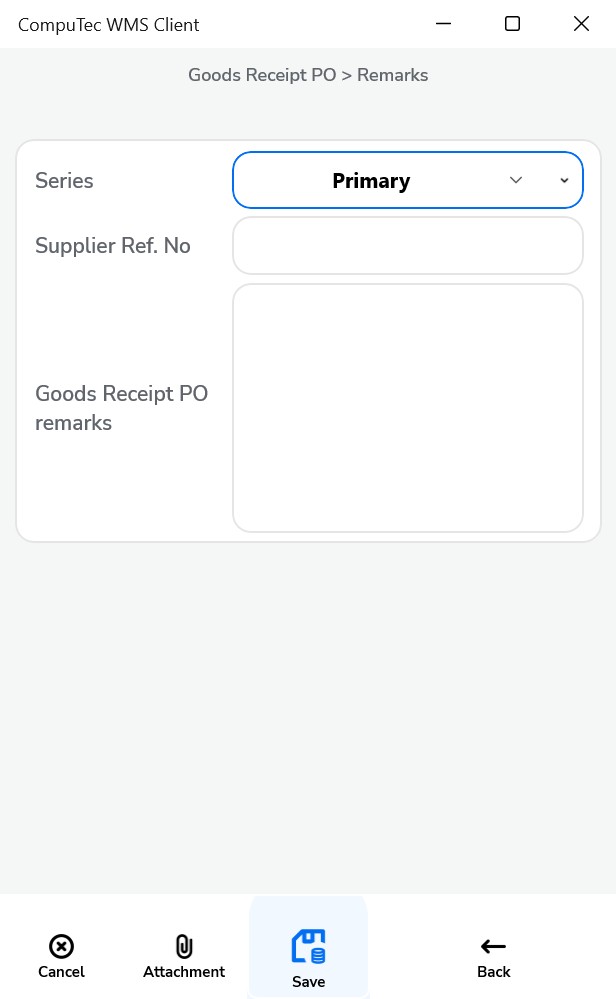 CompuTec WMS Client
Goods Receipt PO > Remarks
Series
Primary
Supplier Ref. No
Goods Receipt PO
remarks
Cancel
Attachment
Save
Back